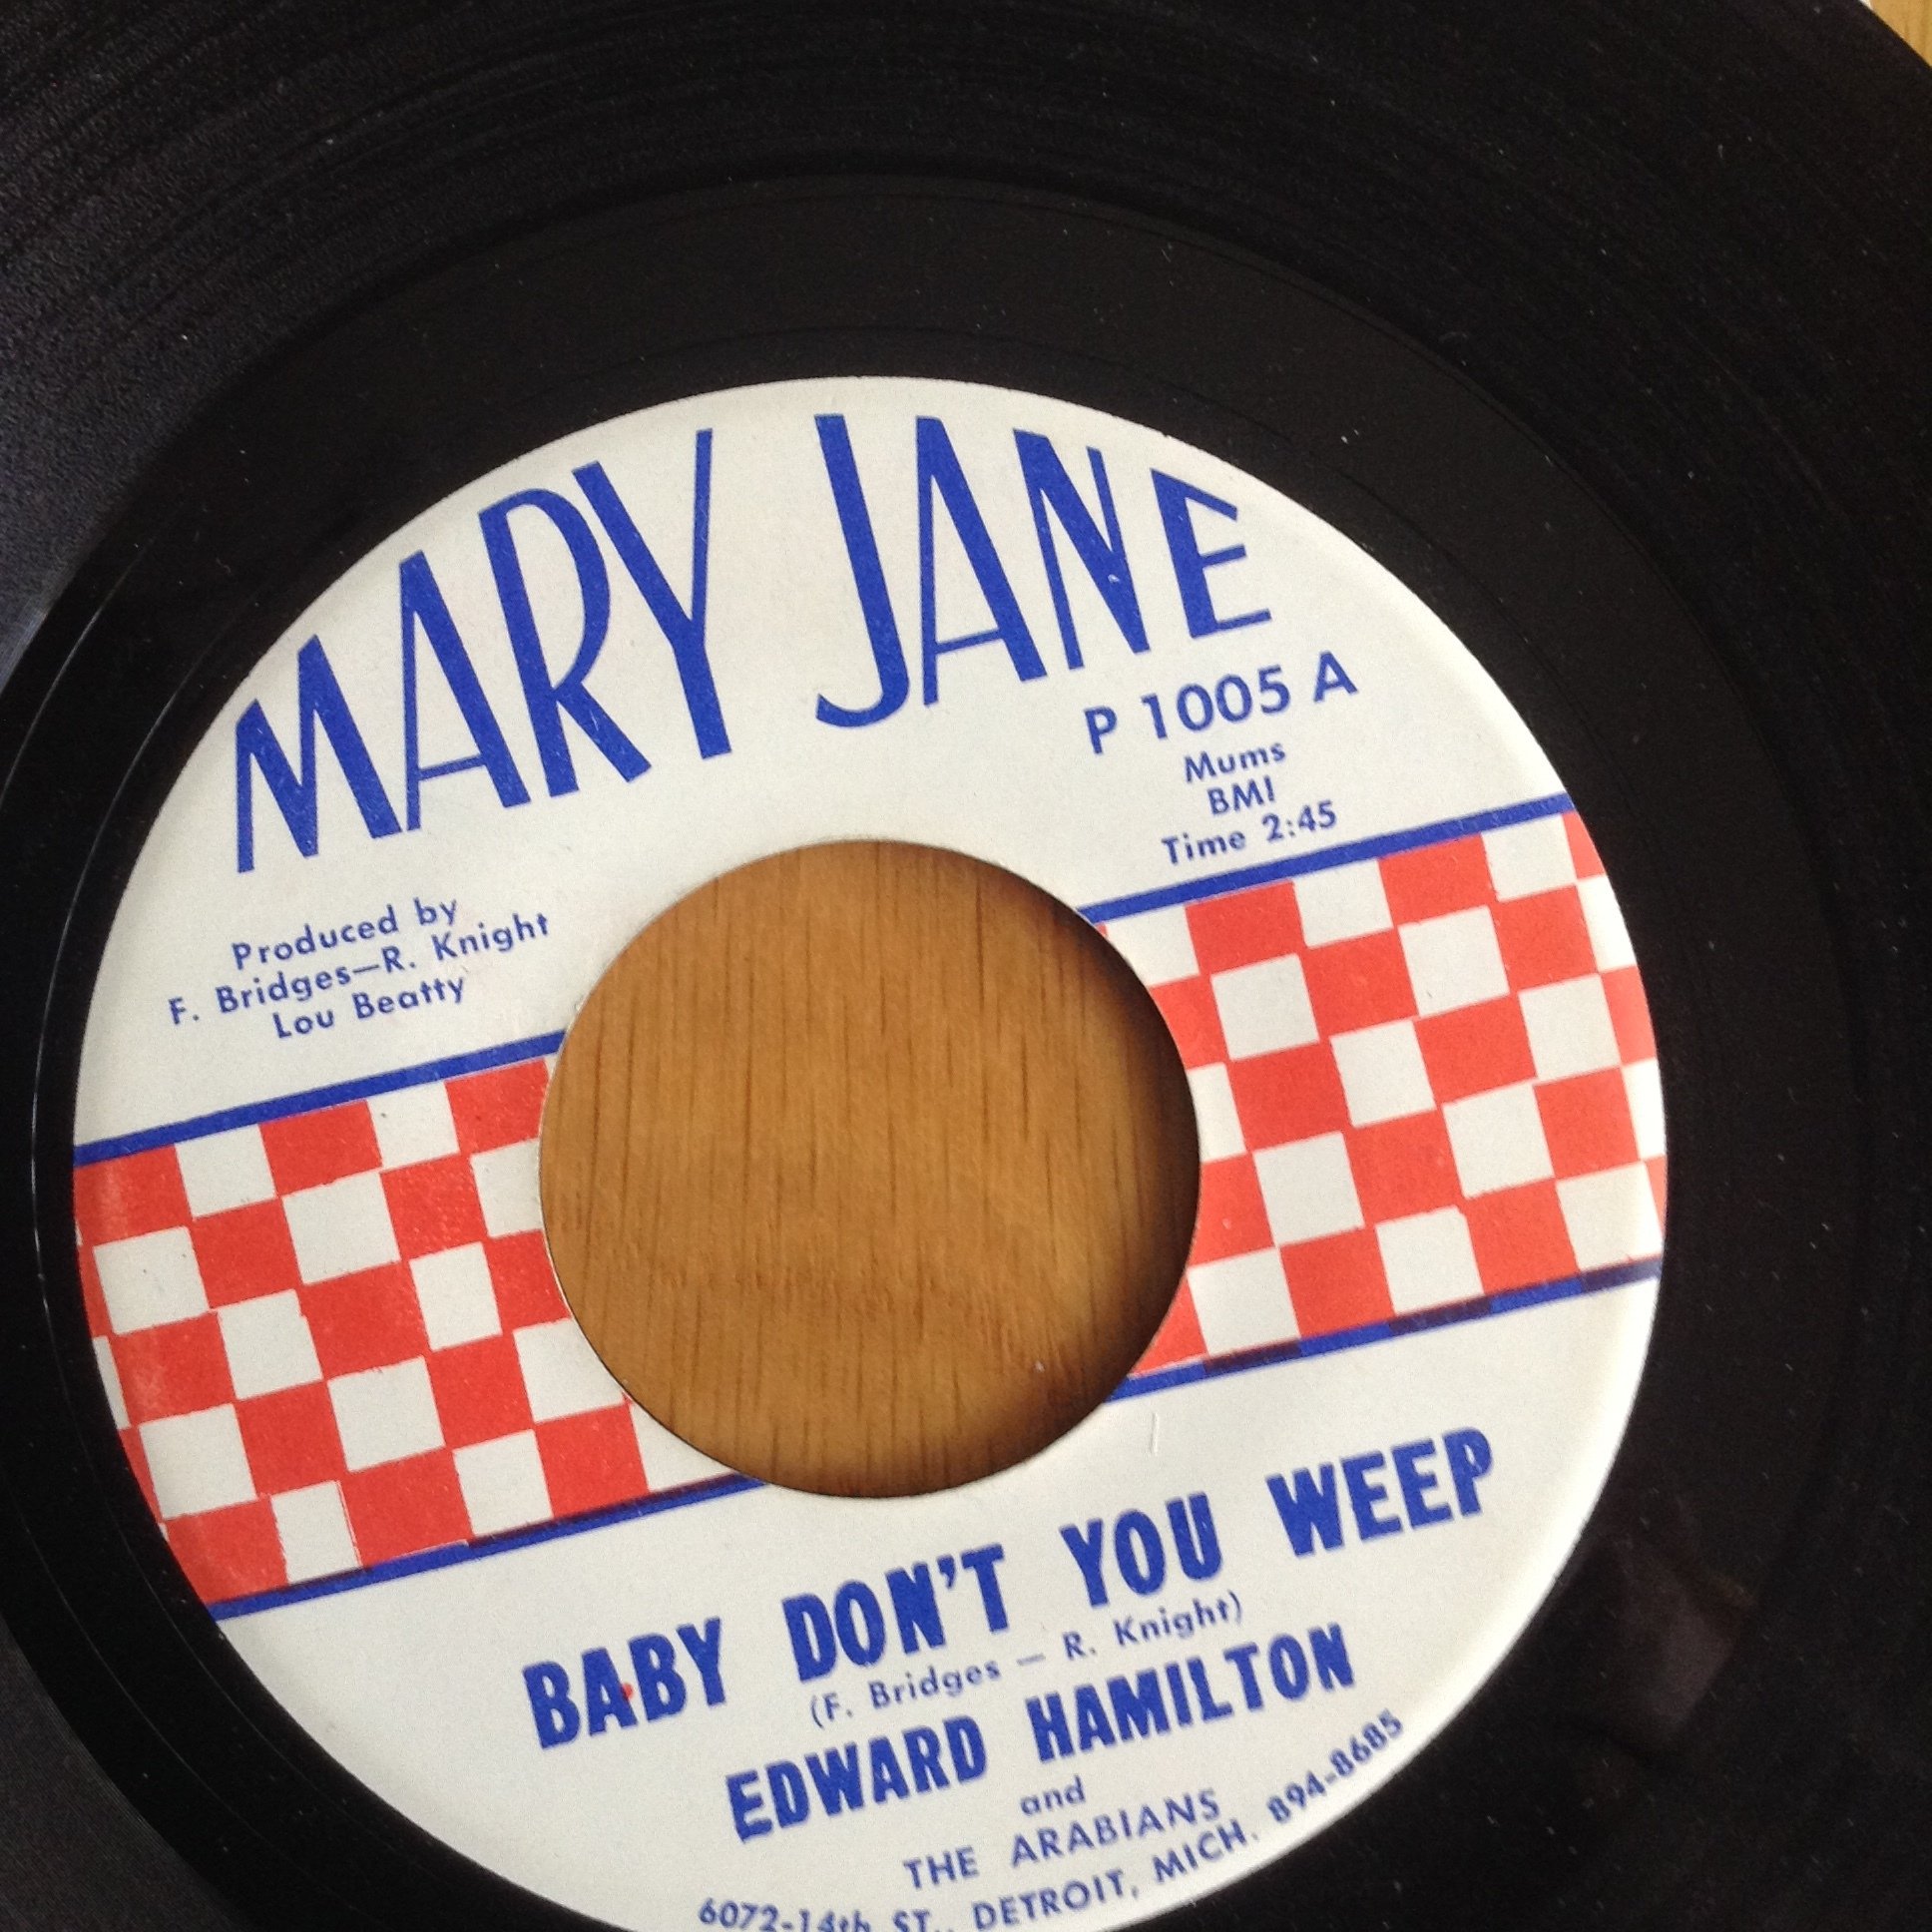 MARY JANE
P 1005 A
Mums
BMI
Time 2:45
Produced by
F. Bridges—R. Knight
Lou Beatty
BABY DON'T YOU WEEP
(F. Bridges — R. Knight)
EDWARD HAMILTON
and
THE ARABIANS
6072-14th ST., DETROIT, MICH. 894-8685